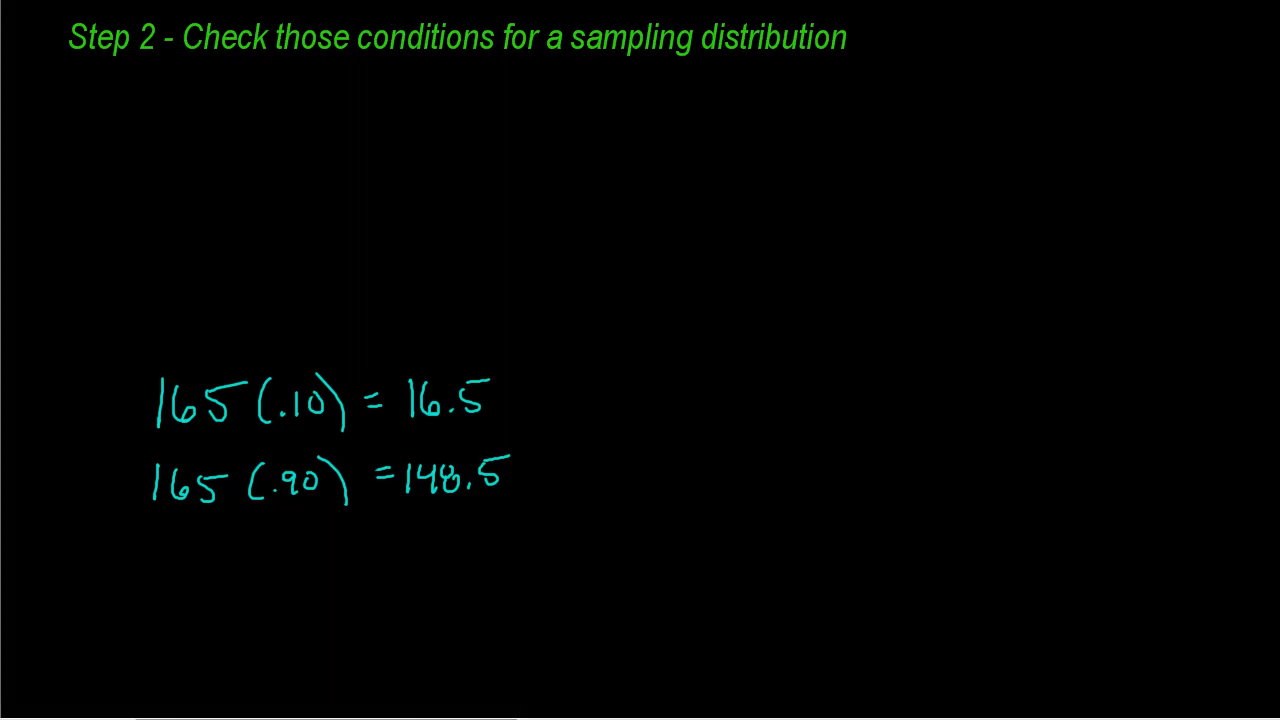 Step 2 - Check those conditions for a sampling distribution
165 (.10) = 16.5
165 (.90) = 148.5